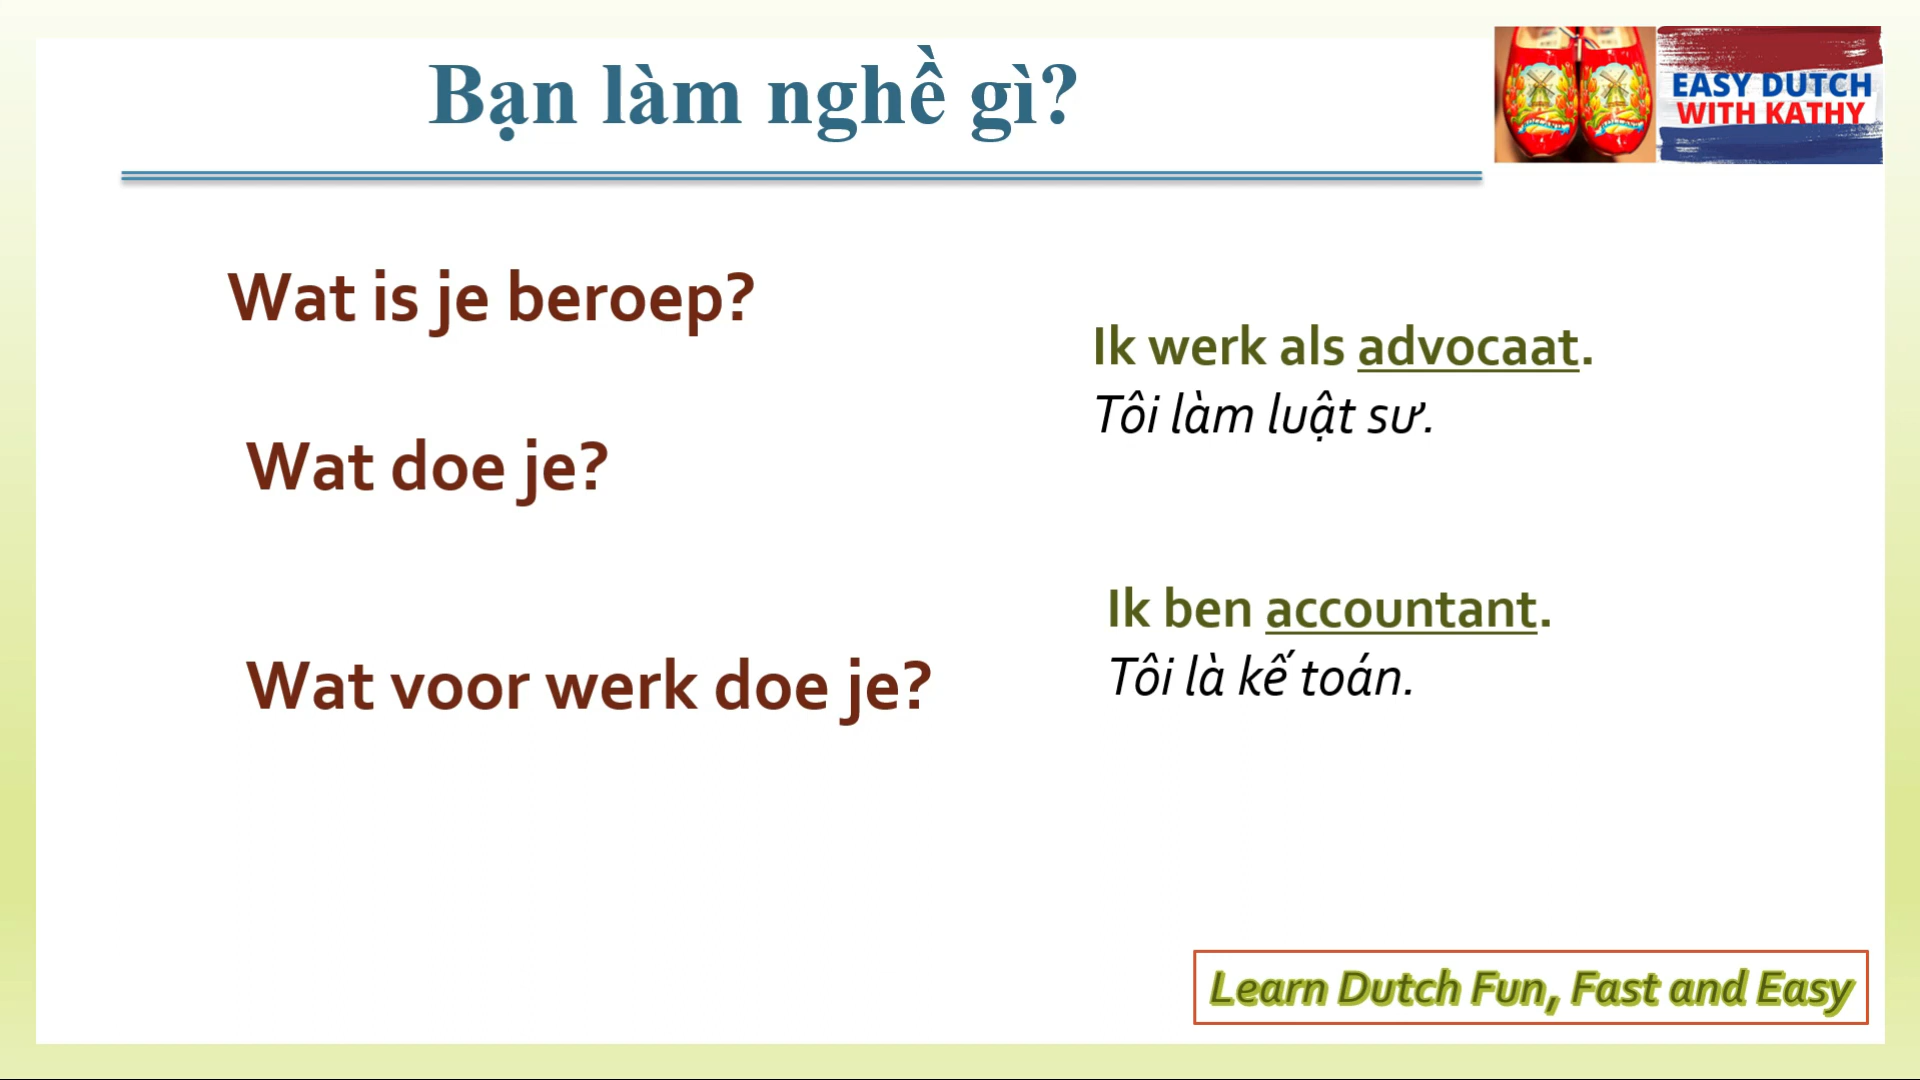 Bạn làm nghề gì?
EASY DUTCH
WITH KATHY
Wat is je beroep?
Wat doe je?
Wat voor werk doe je?
Ik werk als advocaat.
Tôi làm luật sư.
Ik ben accountant.
Tôi là kế toán.
Learn Dutch Fun, Fast and Easy